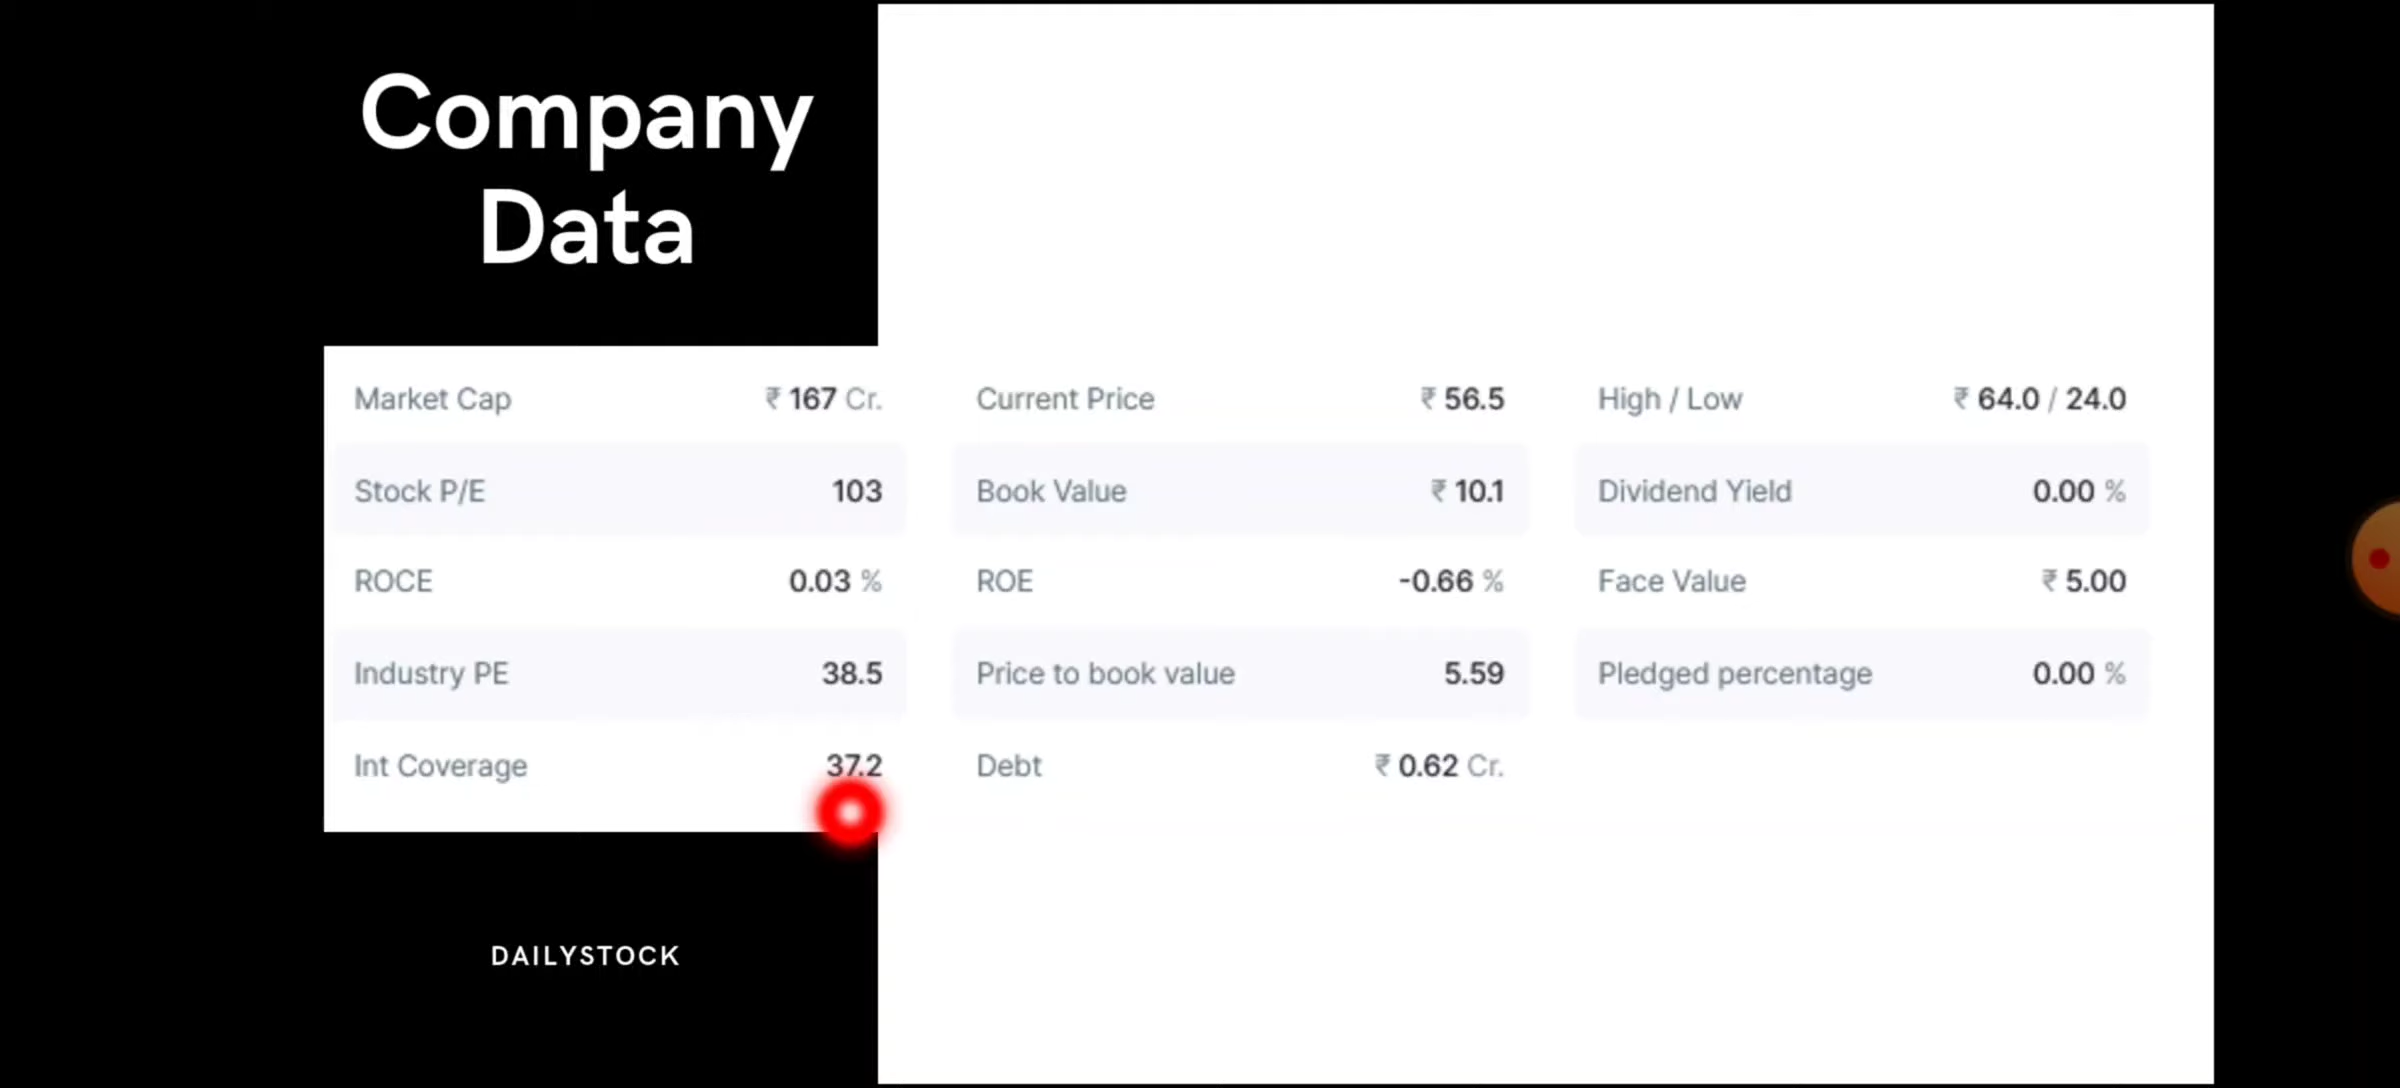 Company
Data
Market Cap ₹ 167 Cr. Current Price ₹ 56.5 High / Low ₹ 64.0 / 24.0
Stock P/E 103 Book Value ₹ 10.1 Dividend Yield 0.00 %
ROCE 0.03 % ROE -0.66 % Face Value ₹ 5.00
Industry PE 38.5 Price to book value 5.59 Pledged percentage 0.00 %
Int Coverage 37.2 Debt ₹ 0.62 Cr.
DAILYSTOCK